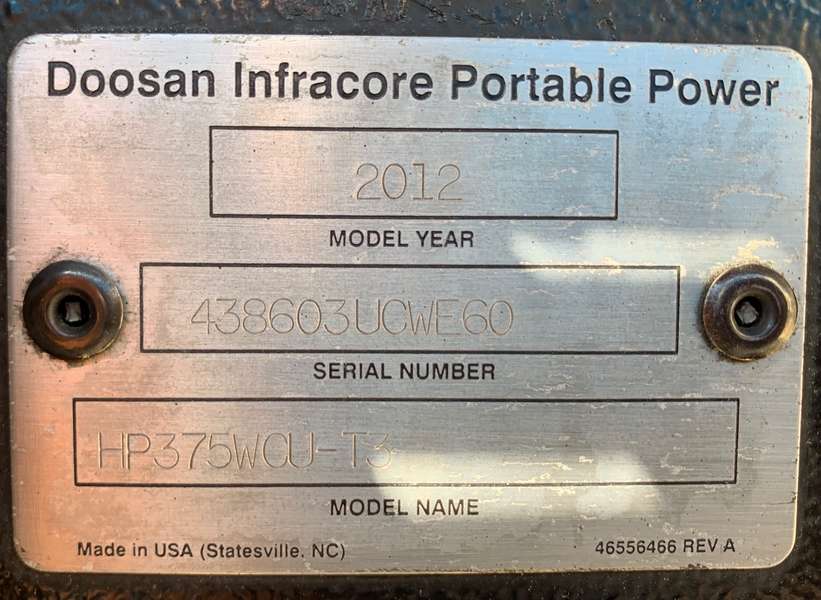 Doosan Infracore Portable Power
2012
MODEL YEAR
438603UCWE60
SERIAL NUMBER
HP375WCU-T3
MODEL NAME
Made in USA (Statesville, NC) 46556466 REV A